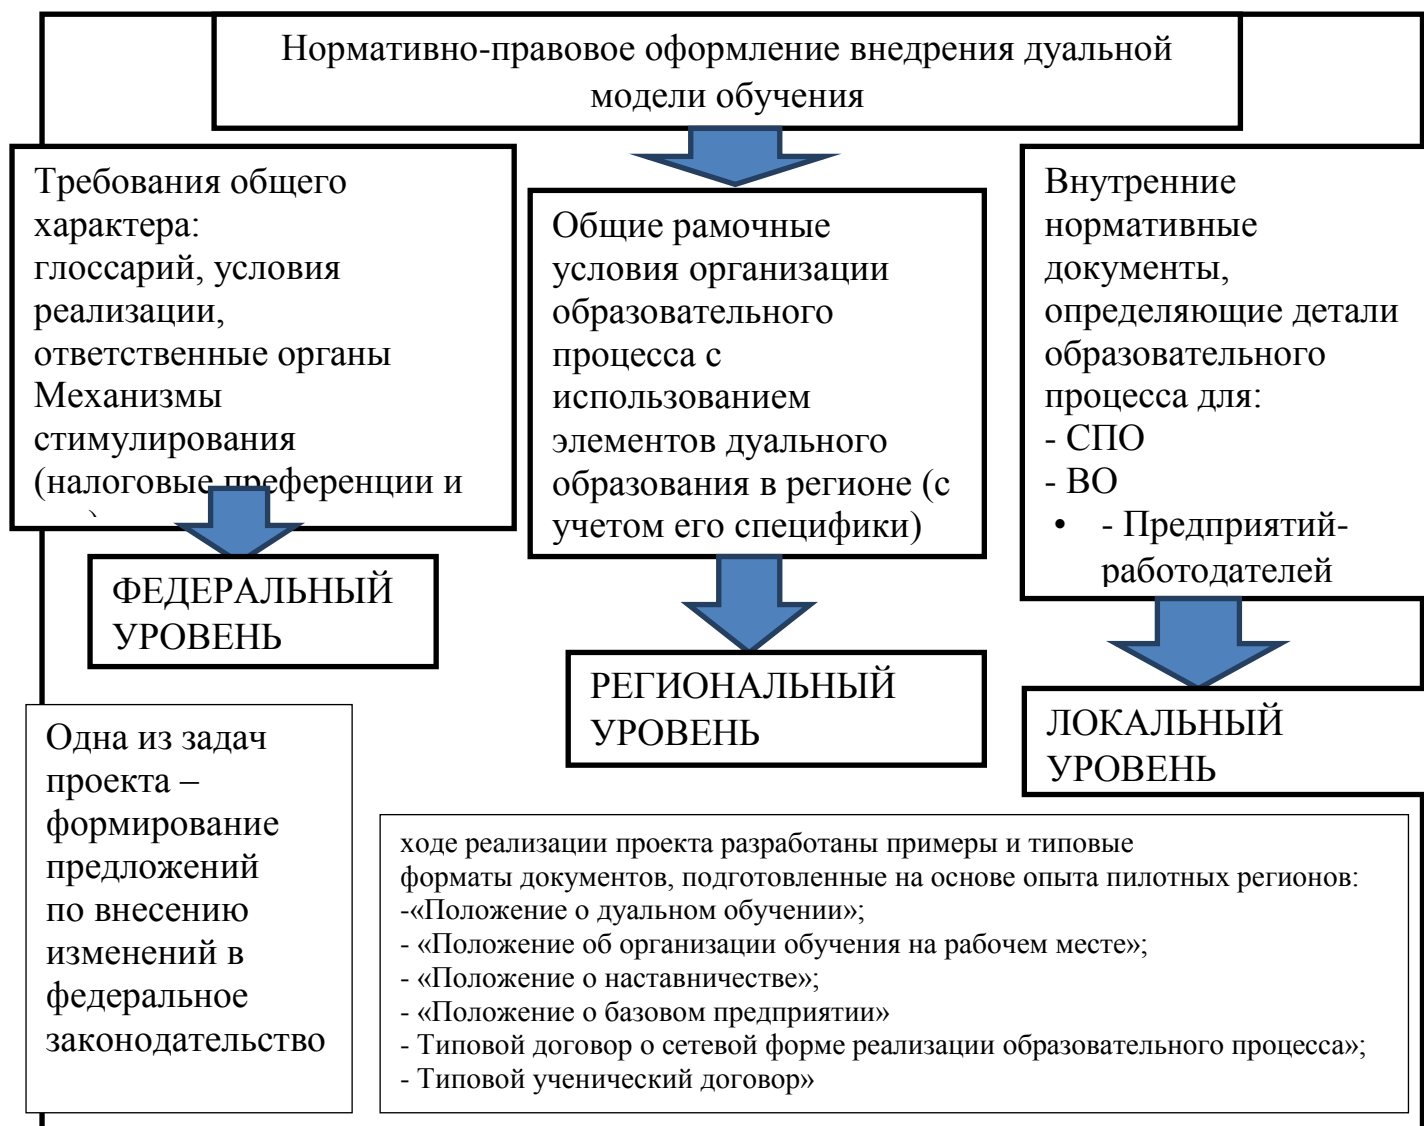 Нормативно-правовое оформление внедрения дуальной
модели обучения
Требования общего
характера:
глоссарий, условия
реализации,
ответственные органы
Механизмы
стимулирования
(налоговые преференции и
Общие рамочные
условия организации
образовательного
процесса с
использованием
элементов дуального
образования в регионе (с
учетом его специфики)
Внутренние
нормативные
документы,
определяющие детали
образовательного
процесса для:
- СПО
- ВО
• - Предприятий-
работодателей
ФЕДЕРАЛЬНЫЙ
УРОВЕНЬ
РЕГИОНАЛЬНЫЙ
УРОВЕНЬ
ЛОКАЛЬНЫЙ
УРОВЕНЬ
Одна из задач
проекта –
формирование
предложений
по внесению
изменений в
федеральное
законодательство
ходе реализации проекта разработаны примеры и типовые
форматы документов, подготовленные на основе опыта пилотных регионов:
-«Положение о дуальном обучении»;
- «Положение об организации обучения на рабочем месте»;
- «Положение о наставничестве»;
- «Положение о базовом предприятии»
- Типовой договор о сетевой форме реализации образовательного процесса»;
- Типовой ученический договор»